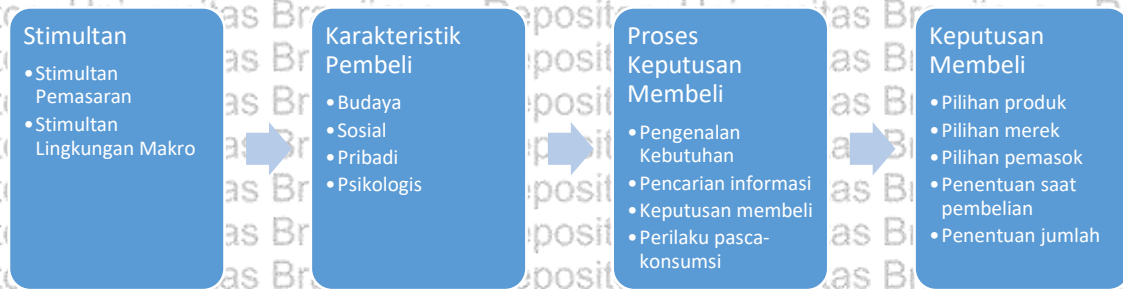 Stimultan
•Stimultan
Pemasaran
•Stimultan
Lingkungan Makro
Karakteristik
Pembeli
•Budaya
•Sosial
•Pribadi
•Psikologis
Proses
Keputusan
Membeli
•Pengenalan
Kebutuhan
•Pencarian informasi
•Keputusan membeli
•Perilaku pasca-
konsumsi
Keputusan
Membeli
•Pilihan produk
•Pilihan merek
•Pilihan pemasok
•Penentuan saat
pembelian
•Penentuan jumlah